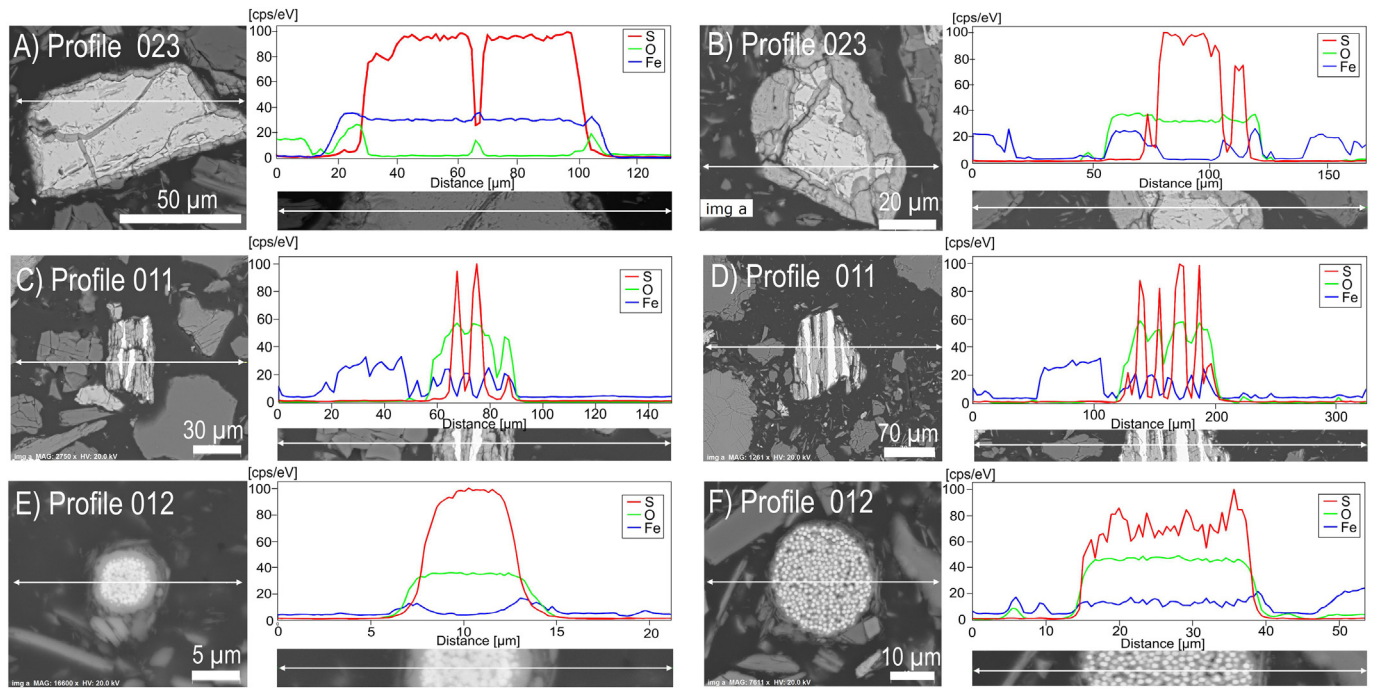 [cps/eV]
A) Profile 023
100
80
60
40
20
0
S
O
Fe
20 40 60 80 100 120
Distance [µm]
50 µm
[cps/eV]
B) Profile 023
100
80
60
40
20
0
S
O
Fe
0 50 100 150
Distance [µm]
img a
20 µm
[cps/eV]
C) Profile 011
100
80
60
40
20
0
S
O
Fe
0 20 40 60 80 100 120 140
Distance [µm]
30 µm
img a MAG: 2750 x HV: 20.0 kV
[cps/eV]
D) Profile 011
100
80
60
40
20
0
S
O
Fe
0 100 200 300
Distance [µm]
70 µm
img a MAG: 1261 x HV: 20.0 kV
E) Profile 012
100
80
60
40
20
0
S
O
Fe
0 5 10 15 20
Distance [µm]
5 µm
img a MAG: 16600 x HV: 20.0 kV
[cps/eV]
F) Profile 012
100
80
60
40
20
0
S
O
Fe
0 10 20 30 40 50
Distance [µm]
10 µm
img a MAG: 7811 x HV: 20.0 kV